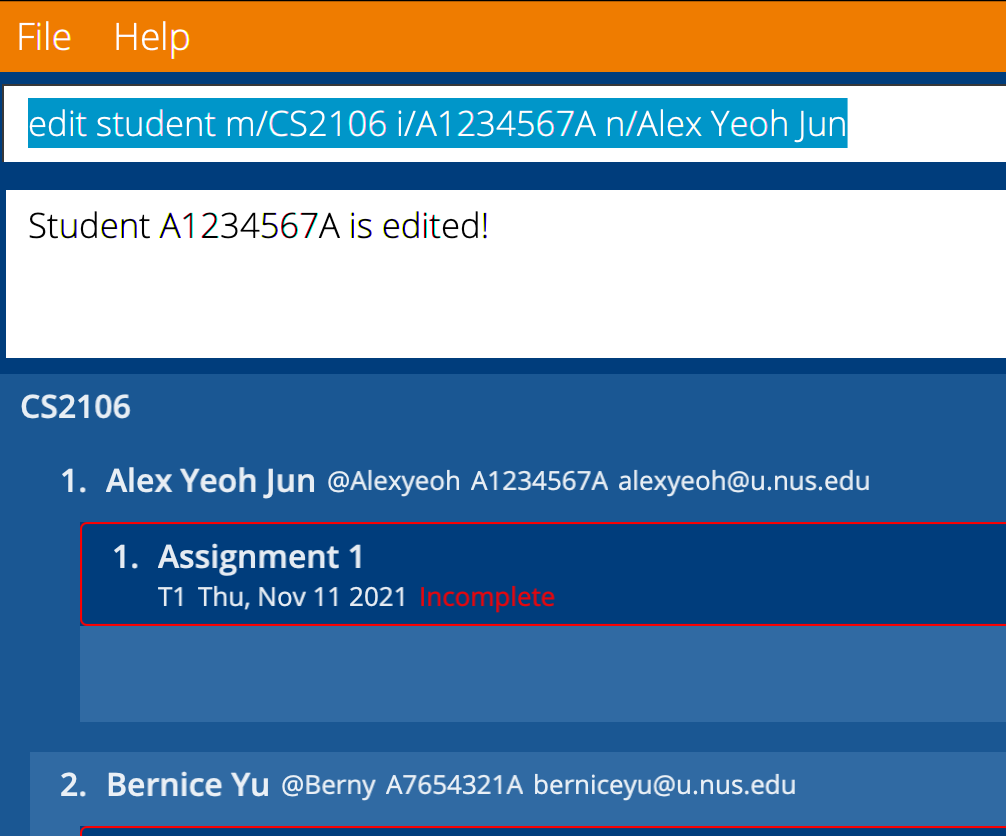 File Help
edit student m/CS2106 i/A1234567A n/Alex Yeoh Jun
Student A1234567A is edited!
CS2106
1. Alex Yeoh Jun @Alexyeoh A1234567A alexyeoh@u.nus.edu
1. Assignment 1
T1 Thu, Nov 11 2021 Incomplete
2. Bernice Yu @Berny A7654321A berniceyu@u.nus.edu